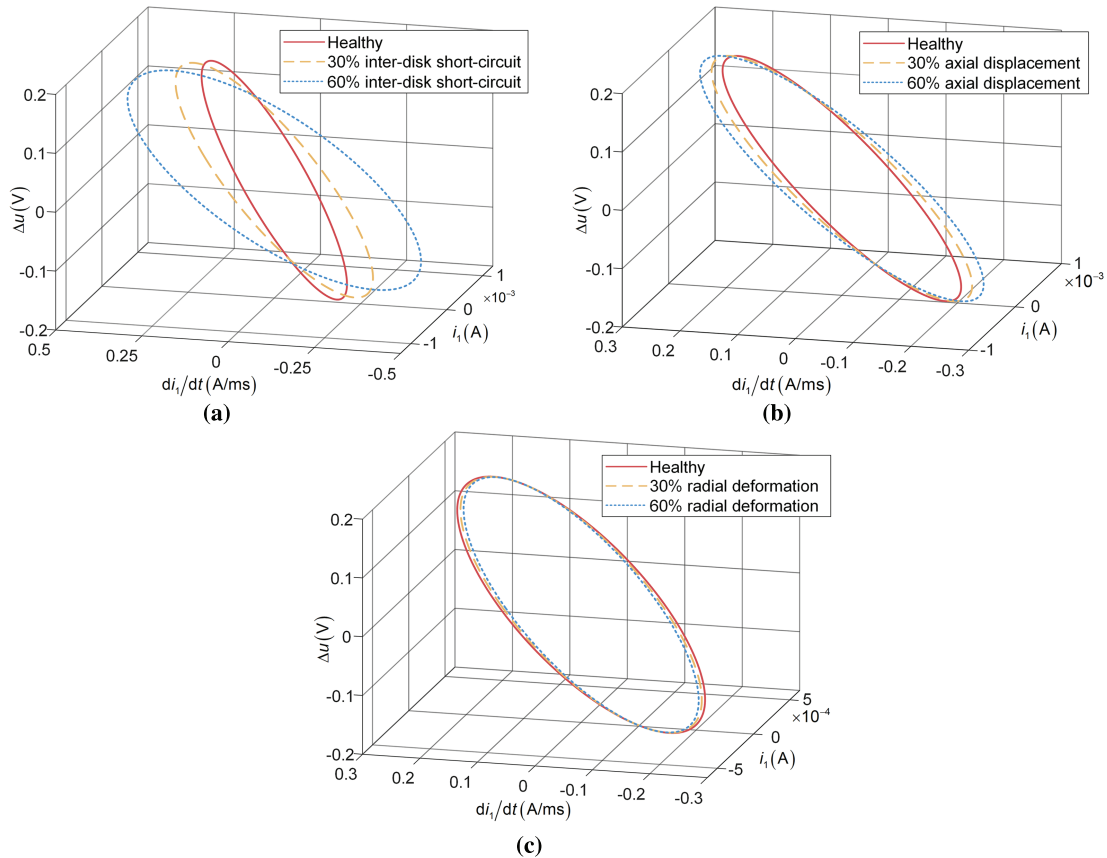 Healthy
30% inter-disk short-circuit
60% inter-disk short-circuit
0.2
0.1
0
-0.1
-0.2
Δu(V)
0.5
0.25
0
-0.25
-0.5
di₁/dt(A/ms)
1
×10⁻³
0
-1
i₁(A)
(a)
Healthy
30% axial displacement
60% axial displacement
0.2
0.1
0
-0.1
-0.2
Δu(V)
0.3
0.2
0.1
0
-0.1
-0.2
-0.3
di₁/dt(A/ms)
1
×10⁻³
0
-1
i₁(A)
(b)
Healthy
30% radial deformation
60% radial deformation
0.2
0.1
0
-0.1
-0.2
Δu(V)
0.3
0.2
0.1
0
-0.1
-0.2
-0.3
di₁/dt(A/ms)
5
×10⁻⁴
0
-5
i₁(A)
(c)